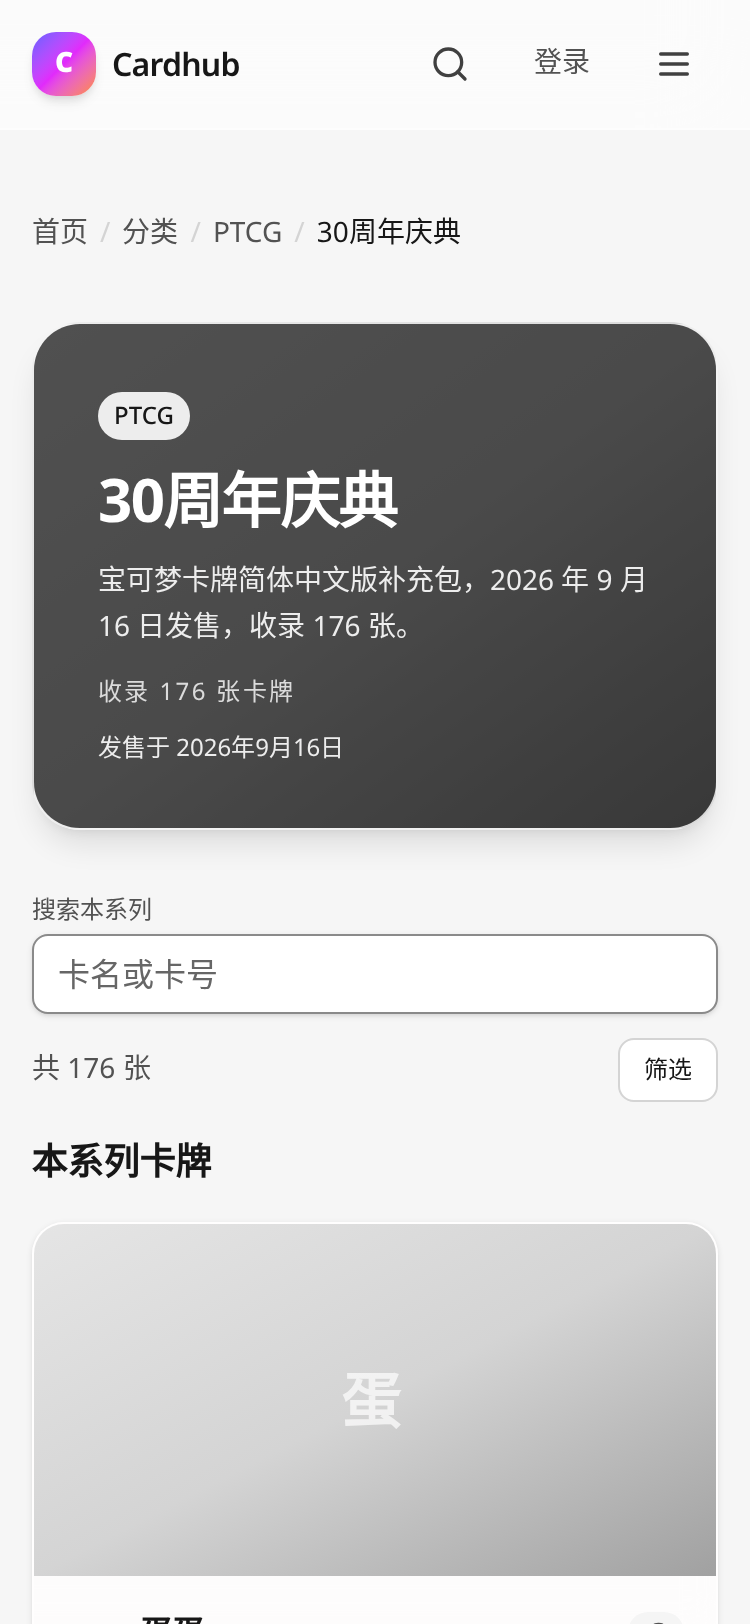 C Cardhub 登录
首页 / 分类 / PTCG / 30周年庆典
PTCG
30周年庆典
宝可梦卡牌简体中文版补充包，2026 年 9 月
16 日发售，收录 176 张。
收录 176 张卡牌
发售于 2026年9月16日
搜索本系列
卡名或卡号
共 176 张 筛选
本系列卡牌
蛋